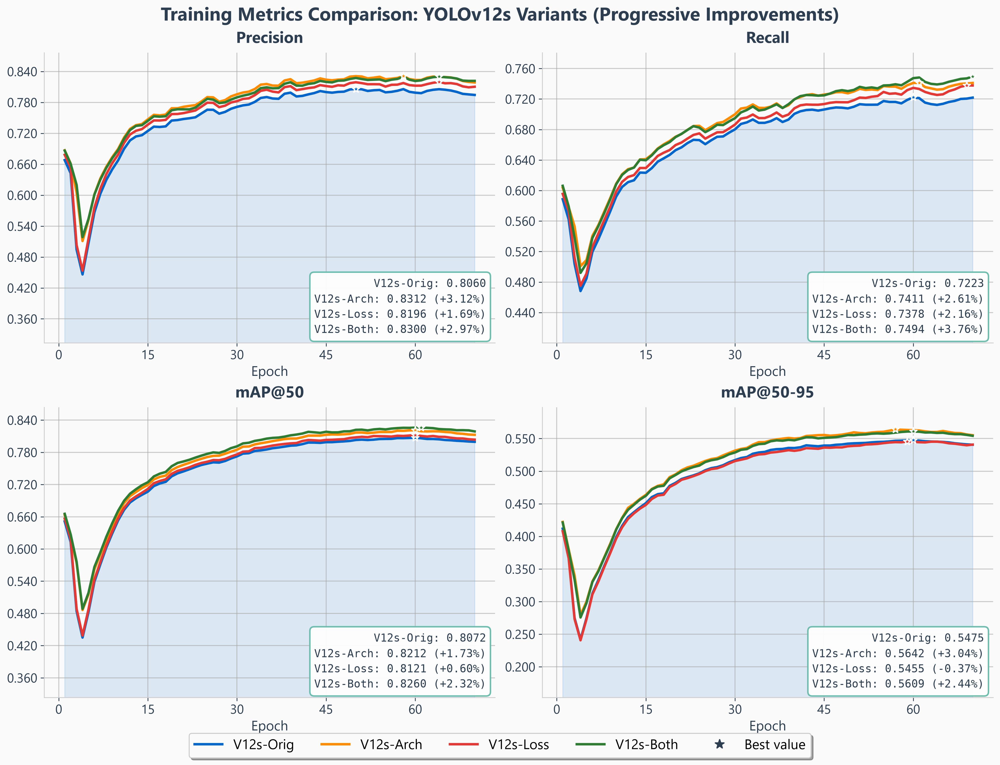 Training Metrics Comparison: YOLOv12s Variants (Progressive Improvements)
Precision
0.840
0.780
0.720
0.660
0.600
0.540
0.480
0.420
0.360
V12s-Orig: 0.8060
V12s-Arch: 0.8312 (+3.12%)
V12s-Loss: 0.8196 (+1.69%)
V12s-Both: 0.8300 (+2.97%)
0 15 30 45 60
Epoch
Recall
0.760
0.720
0.680
0.640
0.600
0.560
0.520
0.480
0.440
V12s-Orig: 0.7223
V12s-Arch: 0.7411 (+2.61%)
V12s-Loss: 0.7378 (+2.16%)
V12s-Both: 0.7494 (+3.76%)
0 15 30 45 60
Epoch
mAP@50
0.840
0.780
0.720
0.660
0.600
0.540
0.480
0.420
0.360
V12s-Orig: 0.8072
V12s-Arch: 0.8212 (+1.73%)
V12s-Loss: 0.8121 (+0.60%)
V12s-Both: 0.8260 (+2.32%)
0 15 30 45 60
Epoch
mAP@50-95
0.550
0.500
0.450
0.400
0.350
0.300
0.250
0.200
V12s-Orig: 0.5475
V12s-Arch: 0.5642 (+3.04%)
V12s-Loss: 0.5455 (-0.37%)
V12s-Both: 0.5609 (+2.44%)
0 15 30 45 60
Epoch
V12s-Orig V12s-Arch V12s-Loss V12s-Both Best value